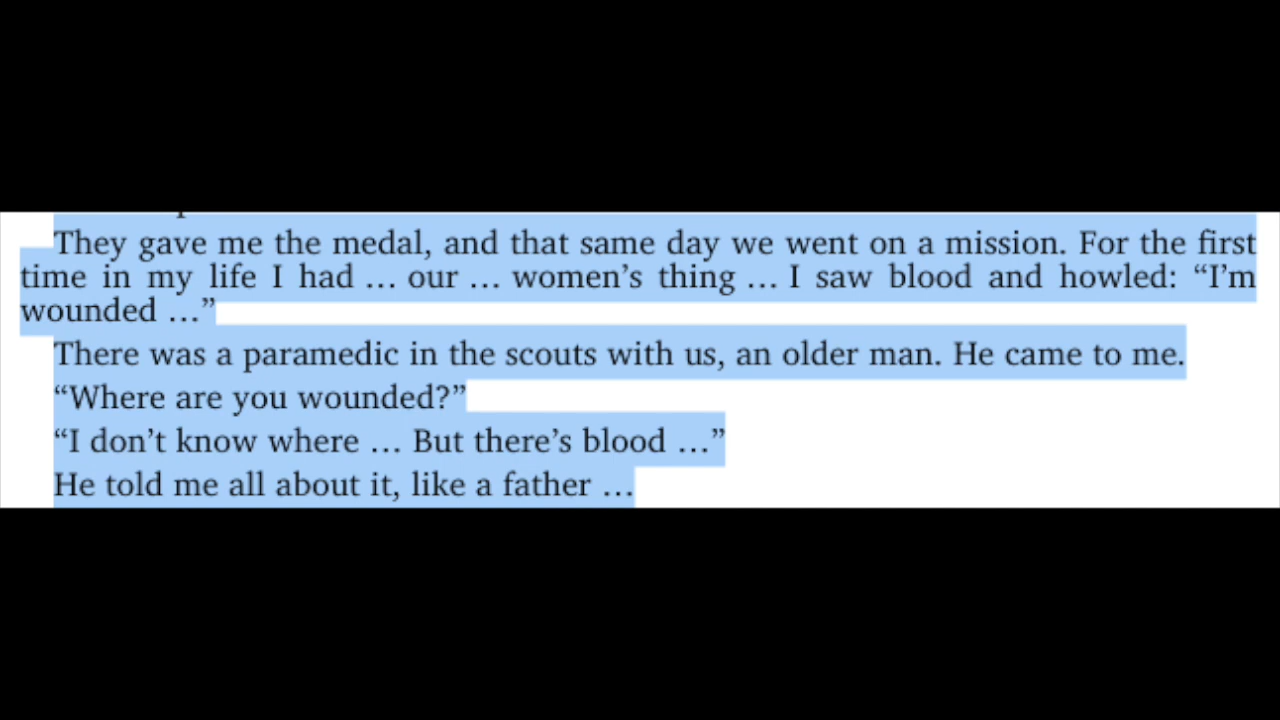 They gave me the medal, and that same day we went on a mission. For the first
time in my life I had … our … women’s thing … I saw blood and howled: “I’m
wounded …”
There was a paramedic in the scouts with us, an older man. He came to me.
“Where are you wounded?”
“I don’t know where … But there’s blood …”
He told me all about it, like a father …